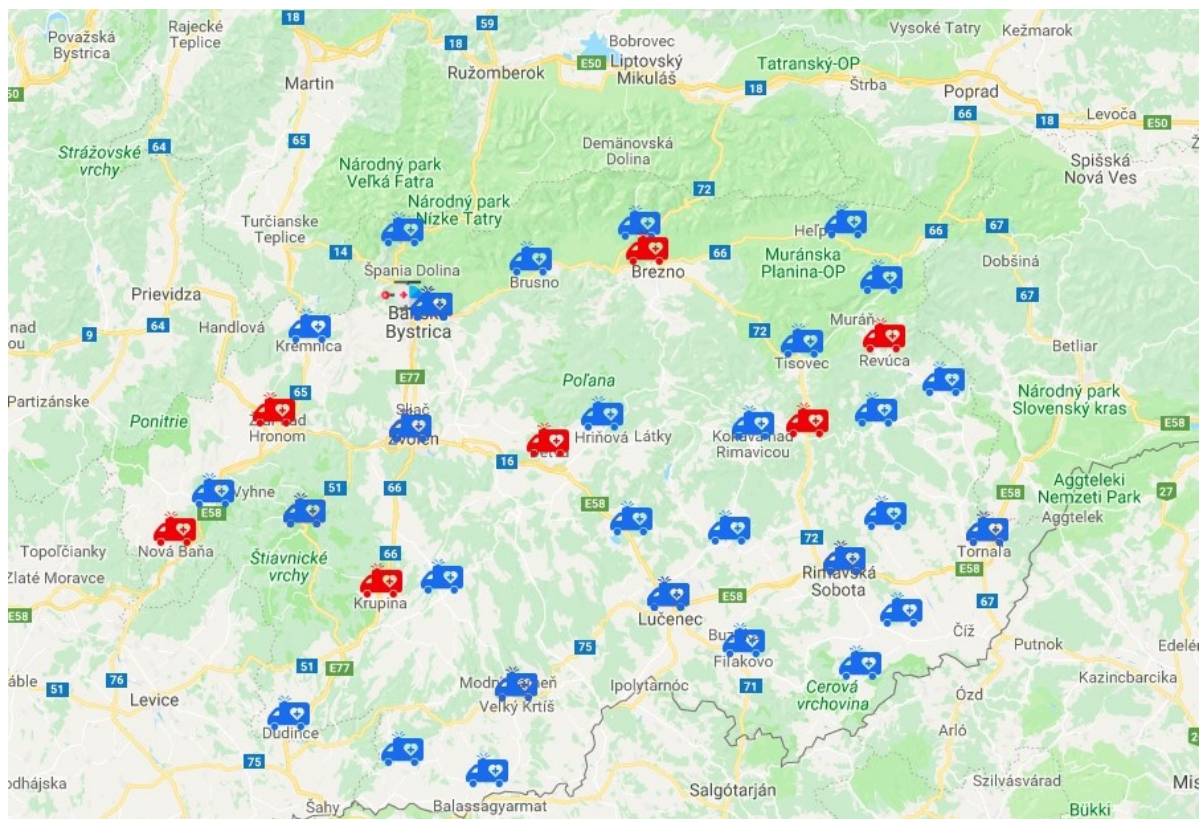 18
59
Rajecké
Teplice
Považská
Bystrica
Bobrovec
Vysoké Tatry
Kežmarok
18
E50
Liptovský
Mikuláš
Tatranský-OP
Ružomberok
Martin
Štrba
Poprad
E50
18
66
18
Levoča
E50
64
65
Strážovské
vrchy
Národný park
Veľká Fatra
Demänovská
Dolina
Spišská
Nová Ves
72
Národný park
Nízke Tatry
Turčianske
Teplice
14
Heľp
66
67
66
Muránska
Planina-OP
Dobšiná
Špania Dolina
Brusno
Brezno
Prievidza
67
9
64
Handlová
Bystrica
Kremnica
72
Muráň
Tisovec
Revúca
Betliar
E77
65
Poľana
Partizánske
Ponitrie
Národný park
Slovenský kras
Hronom
Sliač
Zvolen
Hriňová
Látky
Kokava nad
Rimavicou
E58
16
Vyhne
51
66
E58
E58
E58
Aggteleki
Nemzeti Park
27
Aggtelek
Topoľčianky
Nová Baňa
Štiavnické
vrchy
66
72
Tornaľa
Zlaté Moravce
E58
Krupina
Rimavská
Sobota
E58
67
E58
Lučenec
Číž
Putnok
Fiľakovo
75
51
E77
76
51
Levice
Veľký Krtíš
Ipolytarnóc
71
Cerová
vrchovina
Kazincbarcika
Ózd
Dudince
Arló
75
Salgótarján
Szilvásvárad
Šahy
Balassagyarmat
Bükki